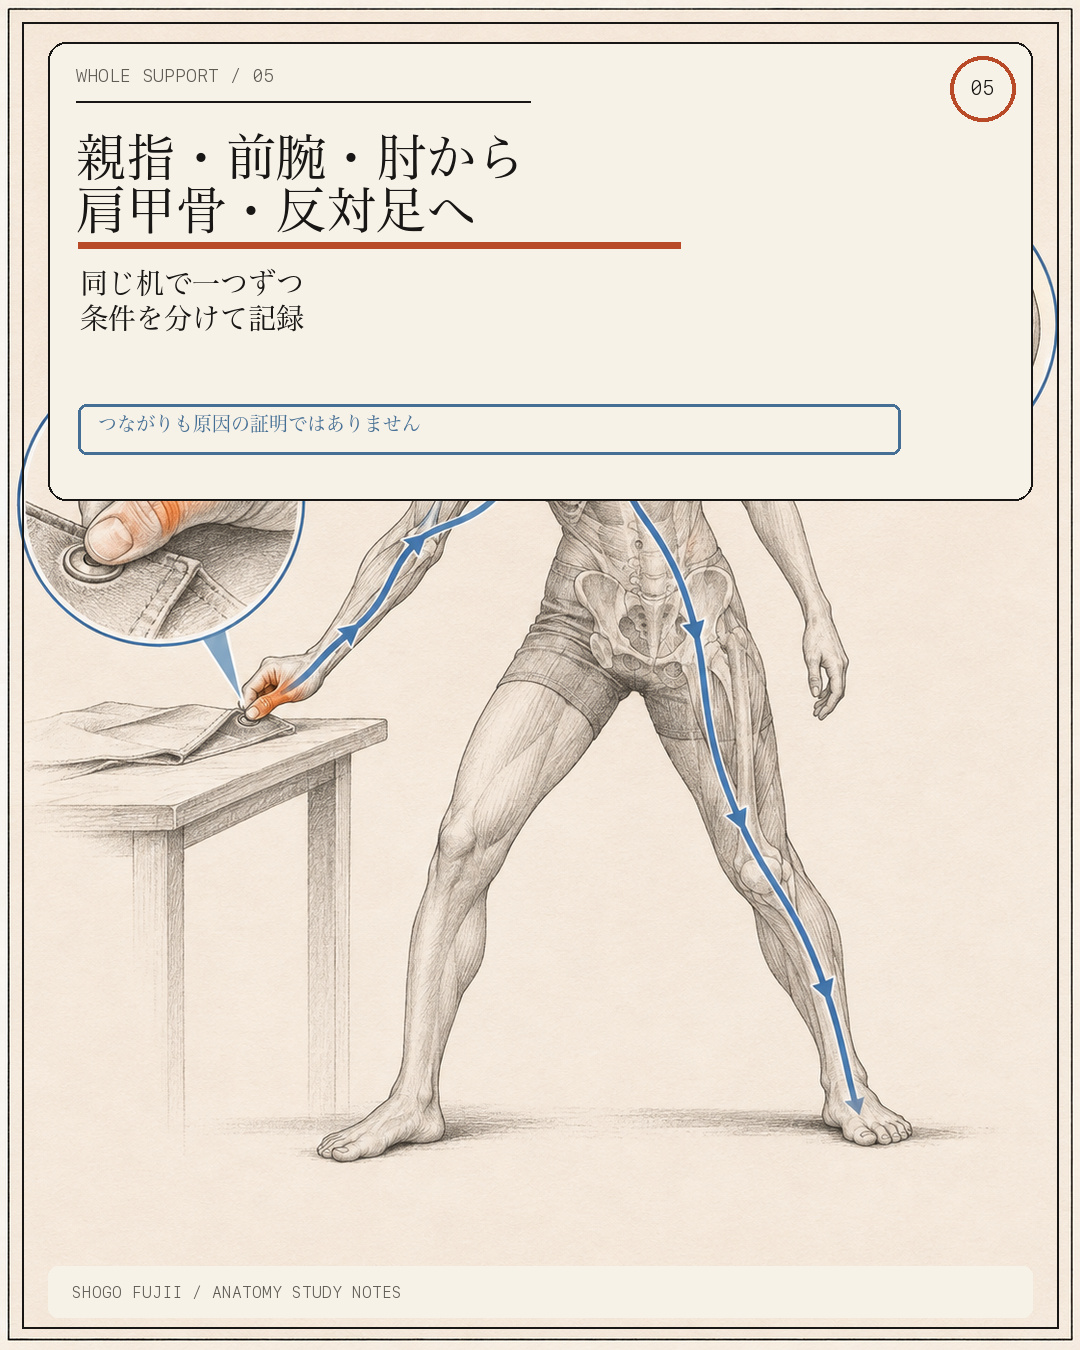 WHOLE SUPPORT / 05
05
親指・前腕・肘から
肩甲骨・反対足へ
同じ机で一つずつ
条件を分けて記録
つながりも原因の証明ではありません
SHOGO FUJII / ANATOMY STUDY NOTES